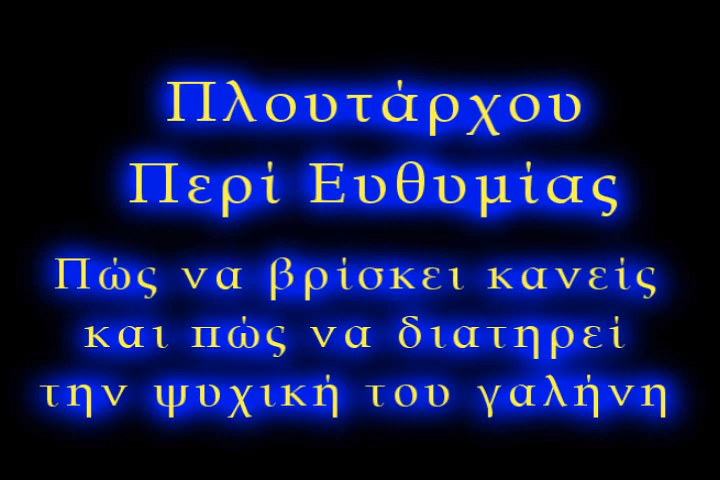 Πλουτάρχου
Περί Ευθυμίας
Πώς να βρίσκει κανείς
και πώς να διατηρεί
την ψυχική του γαλήνη